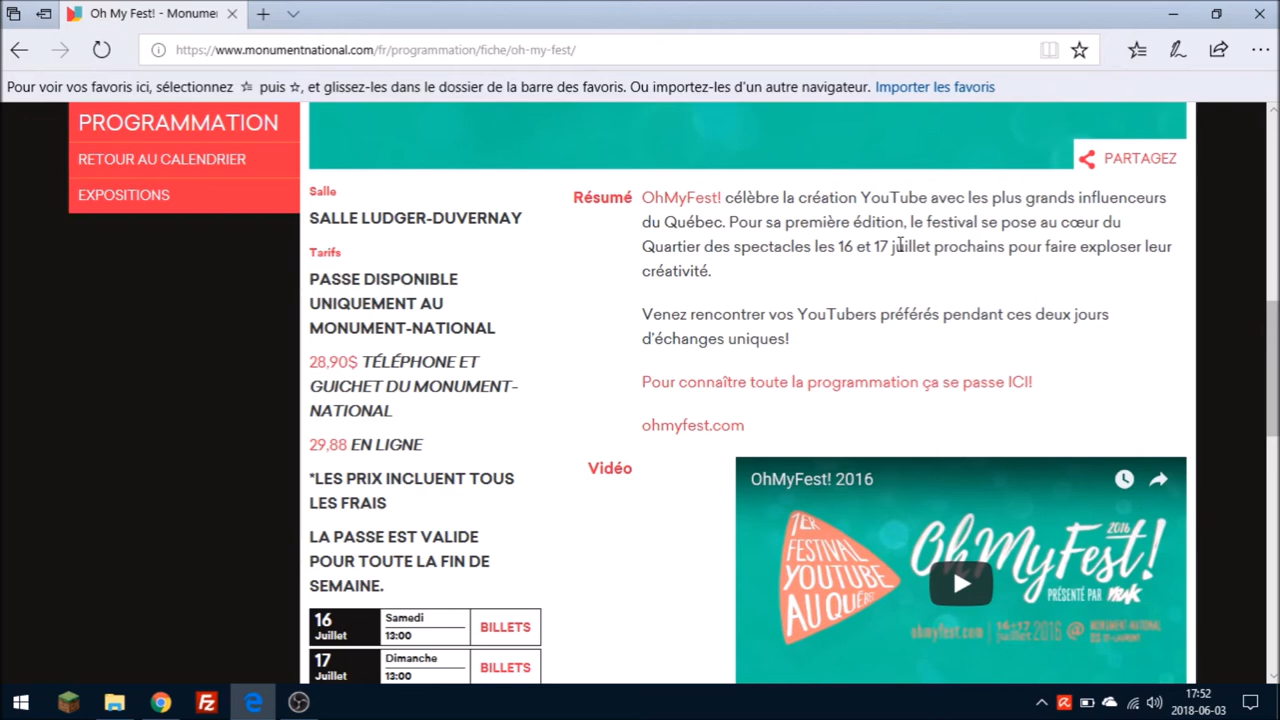 Oh My Fest! - Monumer
https://www.monumentnational.com/fr/programmation/fiche/oh-my-fest/
Pour voir vos favoris ici, sélectionnez ☆ puis ☆, et glissez-les dans le dossier de la barre des favoris. Ou importez-les d'un autre navigateur. Importer les favoris
PROGRAMMATION
RETOUR AU CALENDRIER
EXPOSITIONS
PARTAGEZ
Salle
SALLE LUDGER-DUVERNAY
Tarifs
PASSE DISPONIBLE
UNIQUEMENT AU
MONUMENT-NATIONAL
28,90$ TÉLÉPHONE ET
GUICHET DU MONUMENT-
NATIONAL
29,88 EN LIGNE
*LES PRIX INCLUENT TOUS
LES FRAIS
LA PASSE EST VALIDE
POUR TOUTE LA FIN DE
SEMAINE.
16 Juillet Samedi 13:00 BILLETS
17 Juillet Dimanche 13:00 BILLETS
Résumé
OhMyFest! célèbre la création YouTube avec les plus grands influenceurs
du Québec. Pour sa première édition, le festival se pose au cœur du
Quartier des spectacles les 16 et 17 juillet prochains pour faire exploser leur
créativité.
Venez rencontrer vos YouTubers préférés pendant ces deux jours
d'échanges uniques!
Pour connaître toute la programmation ça se passe ICI!
ohmyfest.com
Vidéo
OhMyFest! 2016
1ER
FESTIVAL
YOUTUBE
AU QUÉBEC
OhMyFest! 2016
PRÉSENTÉ PAR
ohmyfest.com | 16-17 juillet 2016 @ MONUMENT-NATIONAL
17:52
2018-06-03